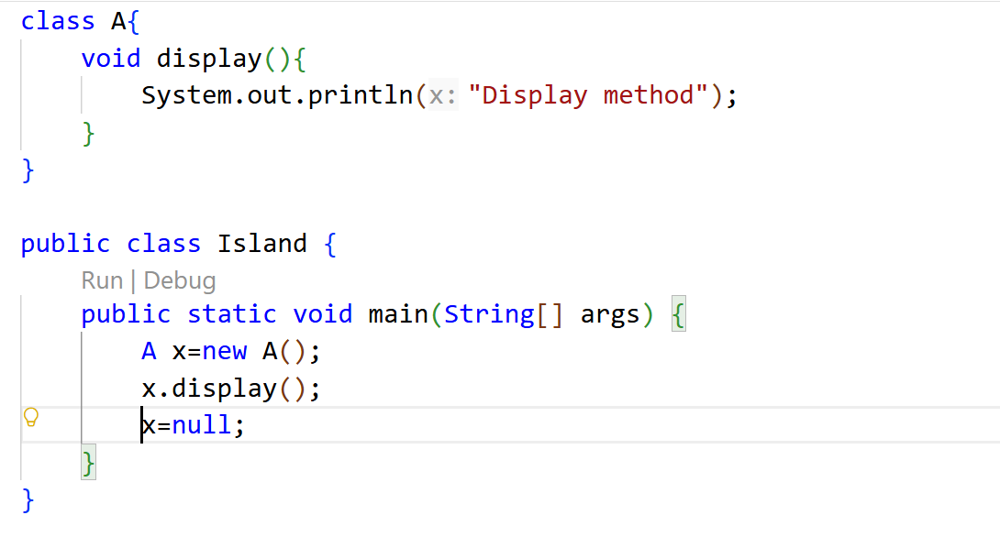 class A{
void display(){
System.out.println(x: "Display method");
}
}
public class Island {
Run | Debug
public static void main(String[] args) {
A x=new A();
x.display();
x=null;
}
}